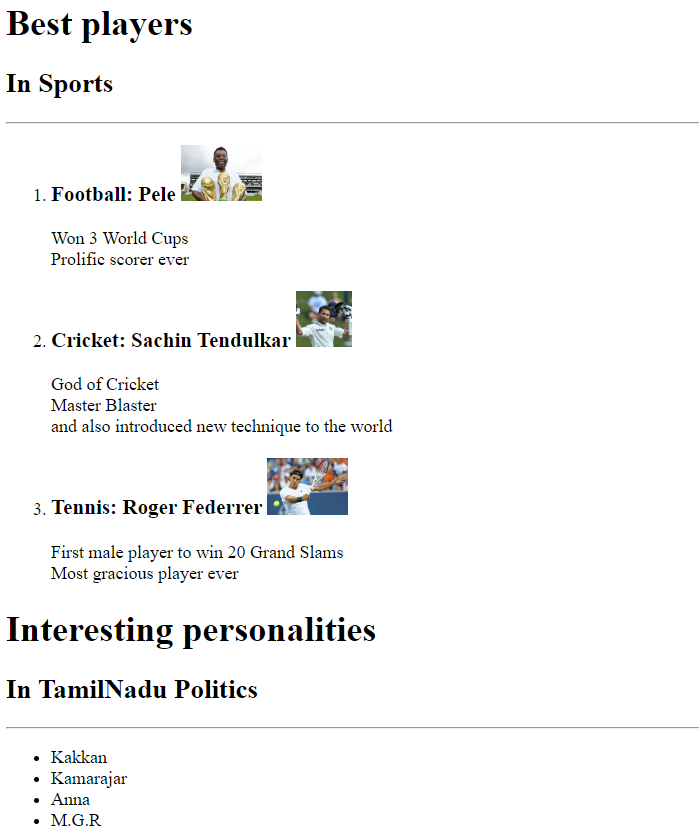 Best players
In Sports
1. Football: Pele
Won 3 World Cups
Prolific scorer ever
2. Cricket: Sachin Tendulkar
God of Cricket
Master Blaster
and also introduced new technique to the world
3. Tennis: Roger Federrer
First male player to win 20 Grand Slams
Most gracious player ever
Interesting personalities
In TamilNadu Politics
• Kakkan
• Kamarajar
• Anna
• M.G.R